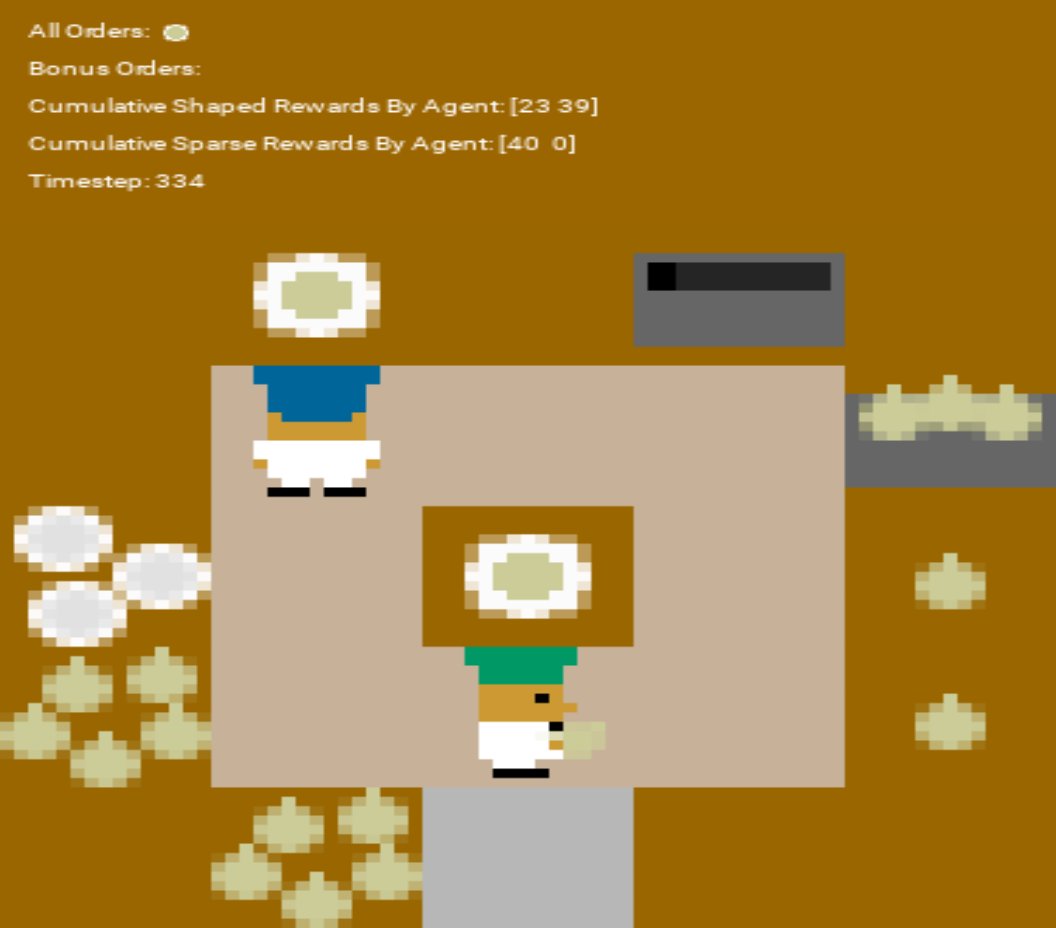 All Orders:
Bonus Orders:
Cumulative Shaped Rewards By Agent: [23 39]
Cumulative Sparse Rewards By Agent: [40  0]
Timestep: 334